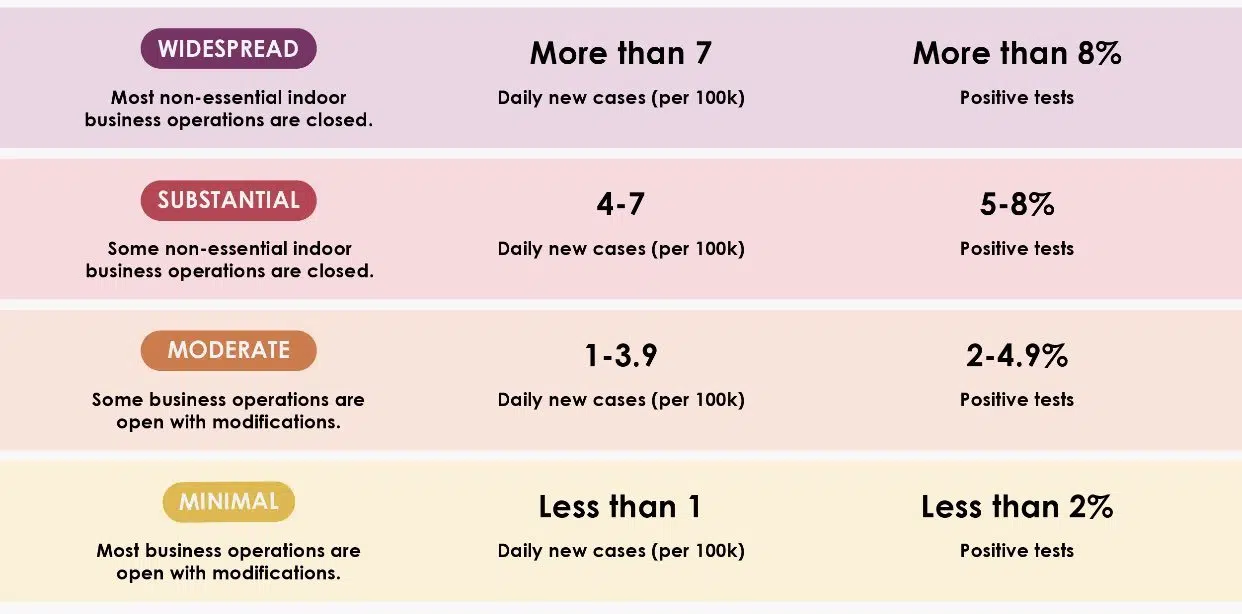 WIDESPREAD
Most non-essential indoor
business operations are closed.
More than 7
Daily new cases (per 100k)
More than 8%
Positive tests
SUBSTANTIAL
Some non-essential indoor
business operations are closed.
4-7
Daily new cases (per 100k)
5-8%
Positive tests
MODERATE
Some business operations are
open with modifications.
1-3.9
Daily new cases (per 100k)
2-4.9%
Positive tests
MINIMAL
Most business operations are
open with modifications.
Less than 1
Daily new cases (per 100k)
Less than 2%
Positive tests